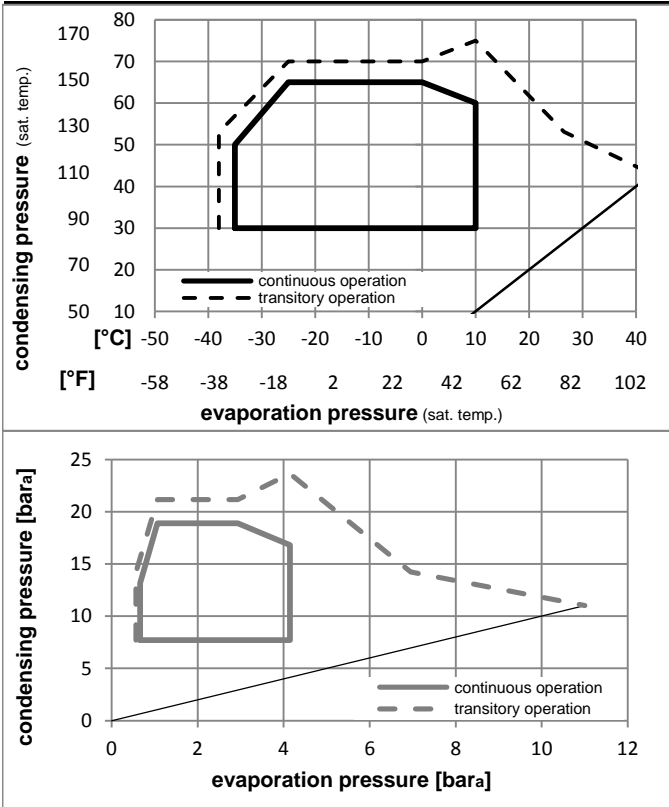 condensing pressure (sat. temp.)
170 80
150 70
130 60
110 50
90 40
70 30
50 20
10
continuous operation
transitory operation
[°C] -50 -40 -30 -20 -10 0 10 20 30 40
[°F] -58 -38 -18 2 22 42 62 82 102
evaporation pressure (sat. temp.)
condensing pressure [bara]
25
20
15
10
5
0
continuous operation
transitory operation
0 2 4 6 8 10 12
evaporation pressure [bara]